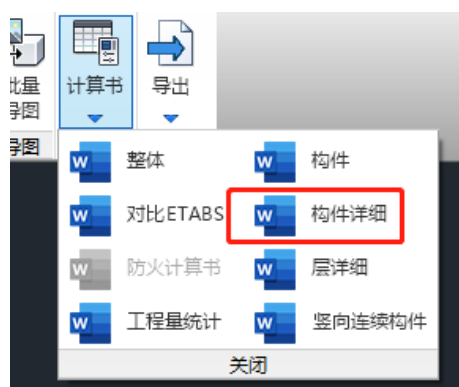 批量
导图
导图
计算书
导出
整体
构件
对比ETABS
构件详细
防火计算书
层详细
工程量统计
竖向连续构件
关闭